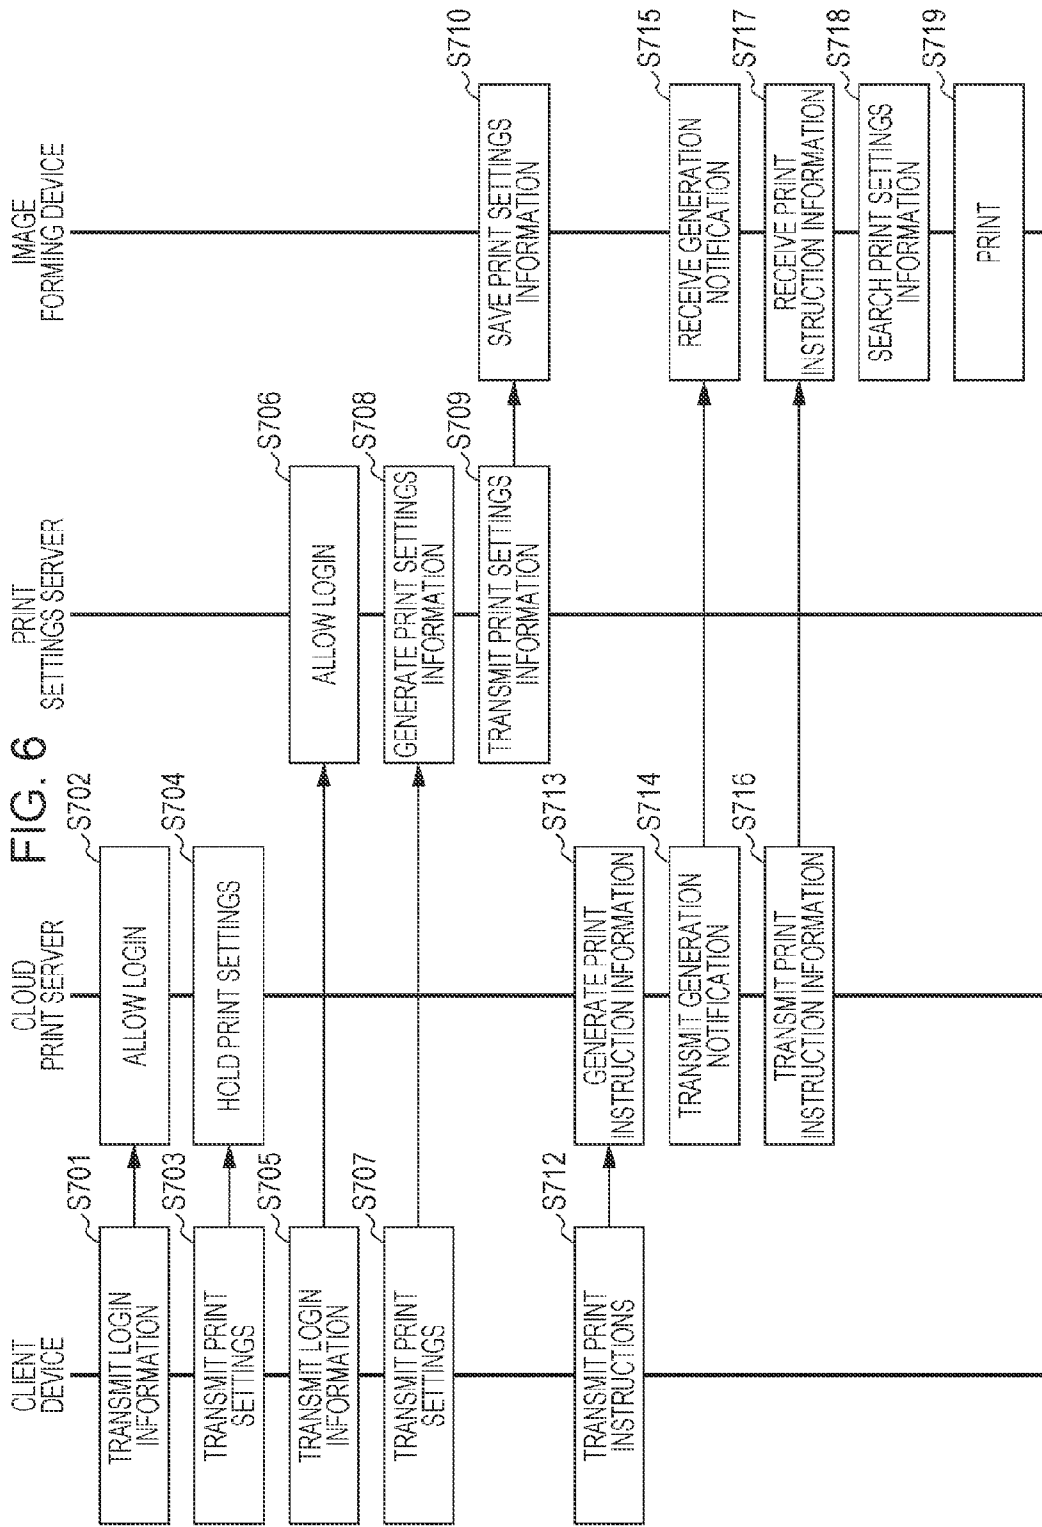 FIG. 6
CLIENT
DEVICE
CLOUD
PRINT SERVER
PRINT
SETTINGS SERVER
IMAGE
FORMING DEVICE
S701
TRANSMIT LOGIN
INFORMATION
S702
ALLOW LOGIN
S703
TRANSMIT PRINT
SETTINGS
S704
HOLD PRINT SETTINGS
S705
TRANSMIT LOGIN
INFORMATION
S706
ALLOW LOGIN
S707
TRANSMIT PRINT
SETTINGS
S708
GENERATE PRINT SETTINGS
INFORMATION
S709
TRANSMIT PRINT SETTINGS
INFORMATION
S710
SAVE PRINT SETTINGS
INFORMATION
S712
TRANSMIT PRINT
INSTRUCTIONS
S713
GENERATE PRINT
INSTRUCTION INFORMATION
S714
TRANSMIT GENERATION
NOTIFICATION
S715
RECEIVE GENERATION
NOTIFICATION
S716
TRANSMIT PRINT
INSTRUCTION INFORMATION
S717
RECEIVE PRINT
INSTRUCTION INFORMATION
S718
SEARCH PRINT SETTINGS
INFORMATION
S719
PRINT